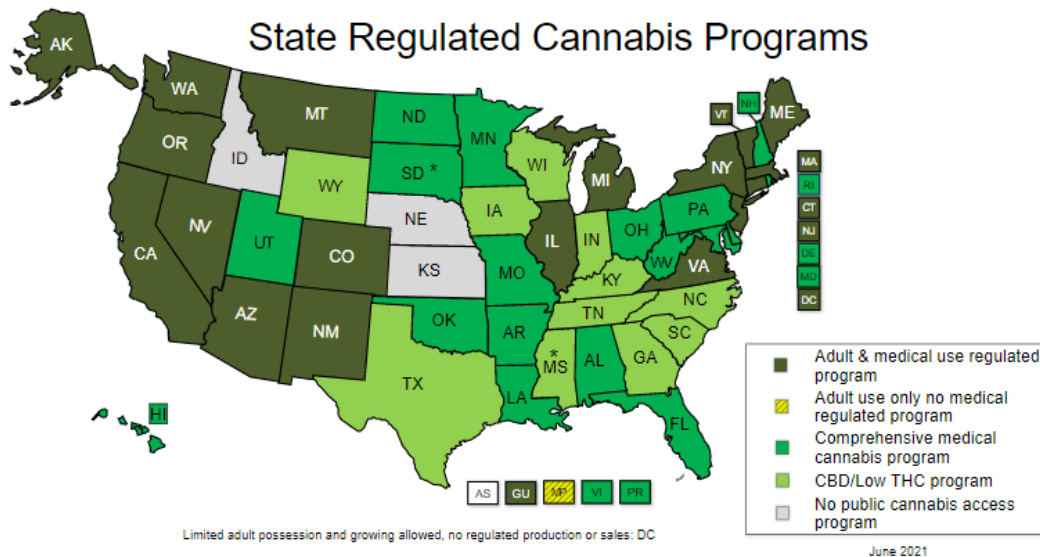 State Regulated Cannabis Programs
AK
WA
OR
CA
NV
ID
MT
WY
UT
AZ
CO
NM
ND
SD *
NE
KS
OK
TX
MN
IA
MO
AR
LA
WI
IL
MI
IN
OH
KY
TN
*
MS
AL
GA
FL
SC
NC
VA
WV
PA
NY
VT
NH
ME
MA
RI
CT
NJ
DE
MD
DC
HI
AS
GU
MP
VI
PR
Adult & medical use regulated
program
Adult use only no medical
regulated program
Comprehensive medical
cannabis program
CBD/Low THC program
No public cannabis access
program
Limited adult possession and growing allowed, no regulated production or sales: DC
June 2021